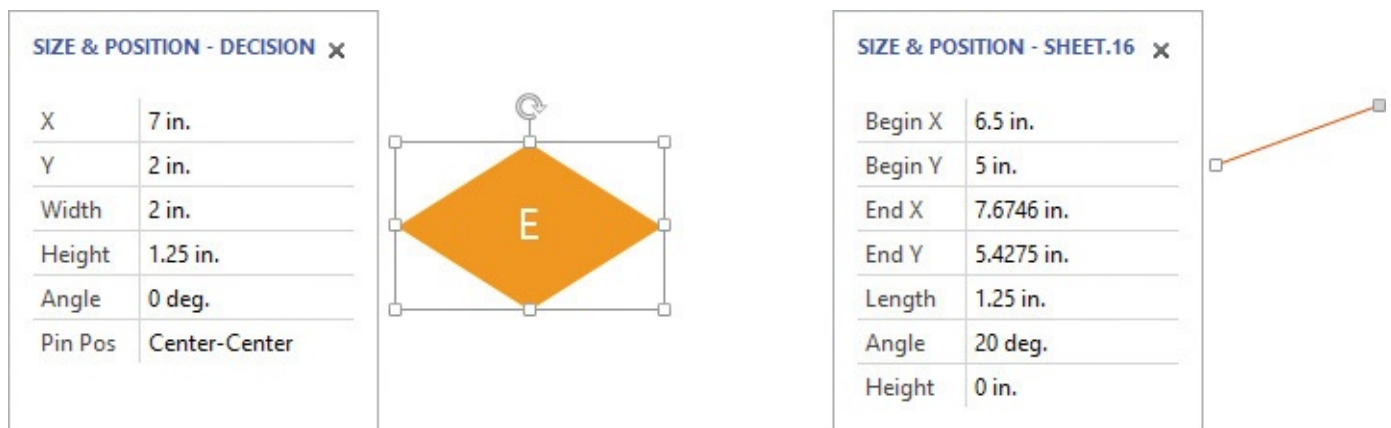 SIZE & POSITION - DECISION
X 7 in.
Y 2 in.
Width 2 in.
Height 1.25 in.
Angle 0 deg.
Pin Pos Center-Center
E
SIZE & POSITION - SHEET.16
Begin X 6.5 in.
Begin Y 5 in.
End X 7.6746 in.
End Y 5.4275 in.
Length 1.25 in.
Angle 20 deg.
Height 0 in.